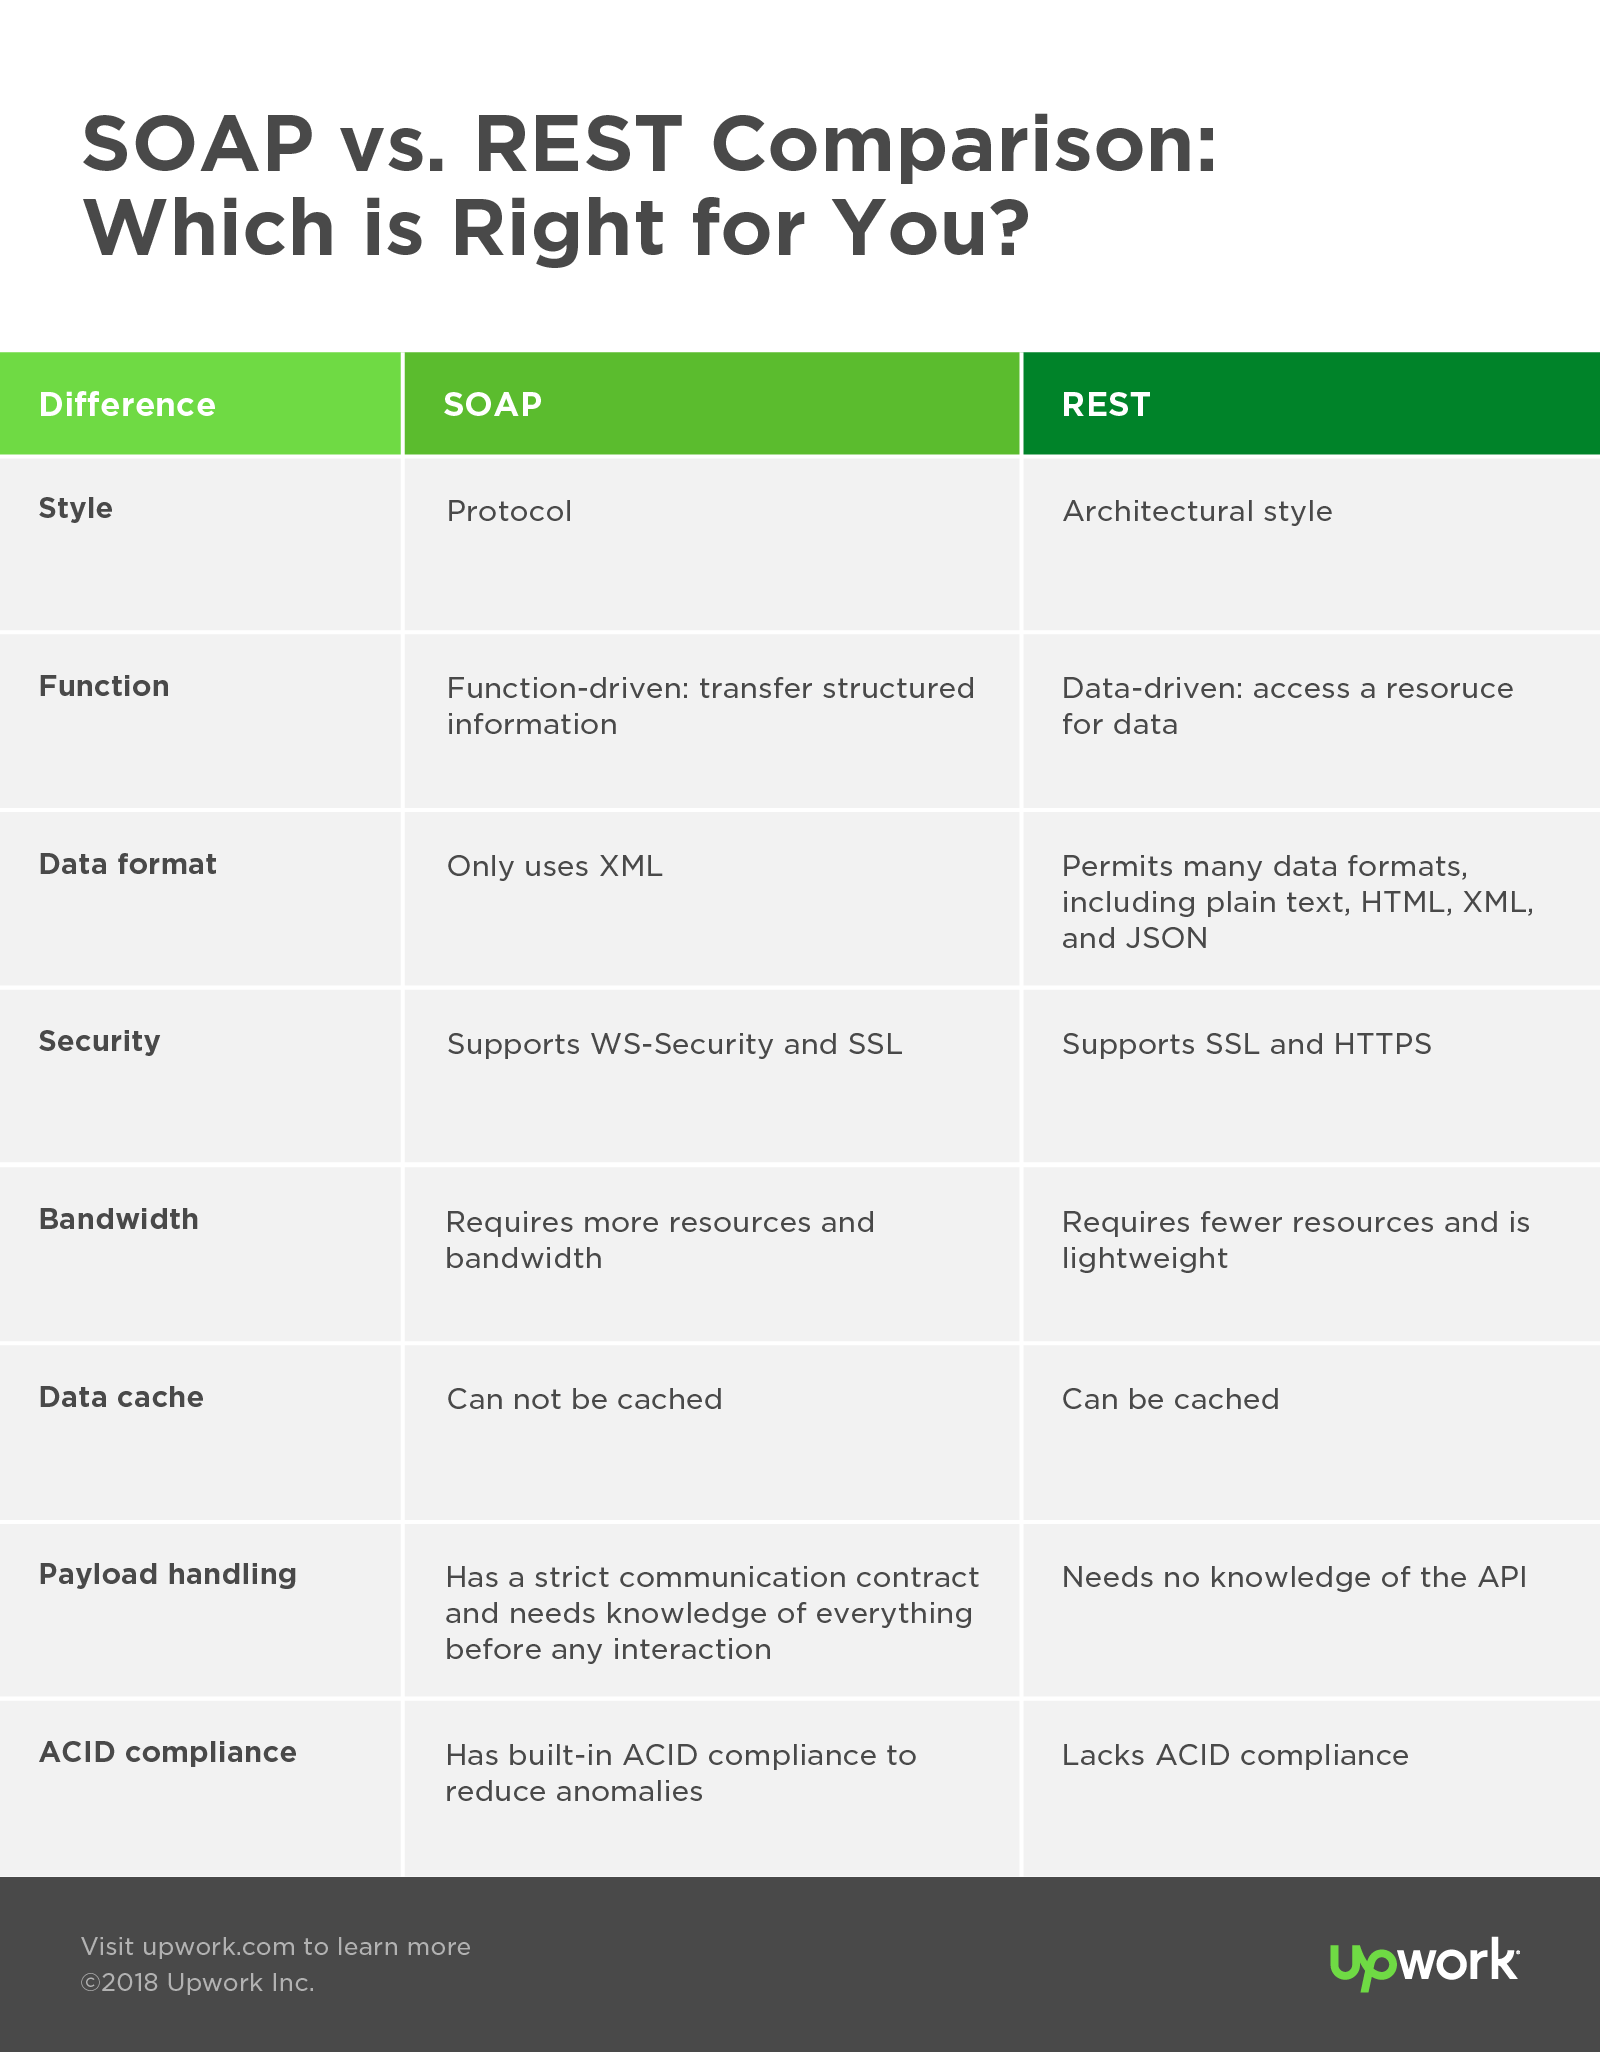 SOAP vs. REST Comparison:
Which is Right for You?
Difference
SOAP
REST
Style
Protocol
Architectural style
Function
Function-driven: transfer structured
information
Data-driven: access a resoruce
for data
Data format
Only uses XML
Permits many data formats,
including plain text, HTML, XML,
and JSON
Security
Supports WS-Security and SSL
Supports SSL and HTTPS
Bandwidth
Requires more resources and
bandwidth
Requires fewer resources and is
lightweight
Data cache
Can not be cached
Can be cached
Payload handling
Has a strict communication contract
and needs knowledge of everything
before any interaction
Needs no knowledge of the API
ACID compliance
Has built-in ACID compliance to
reduce anomalies
Lacks ACID compliance
Visit upwork.com to learn more
©2018 Upwork Inc.
upwork